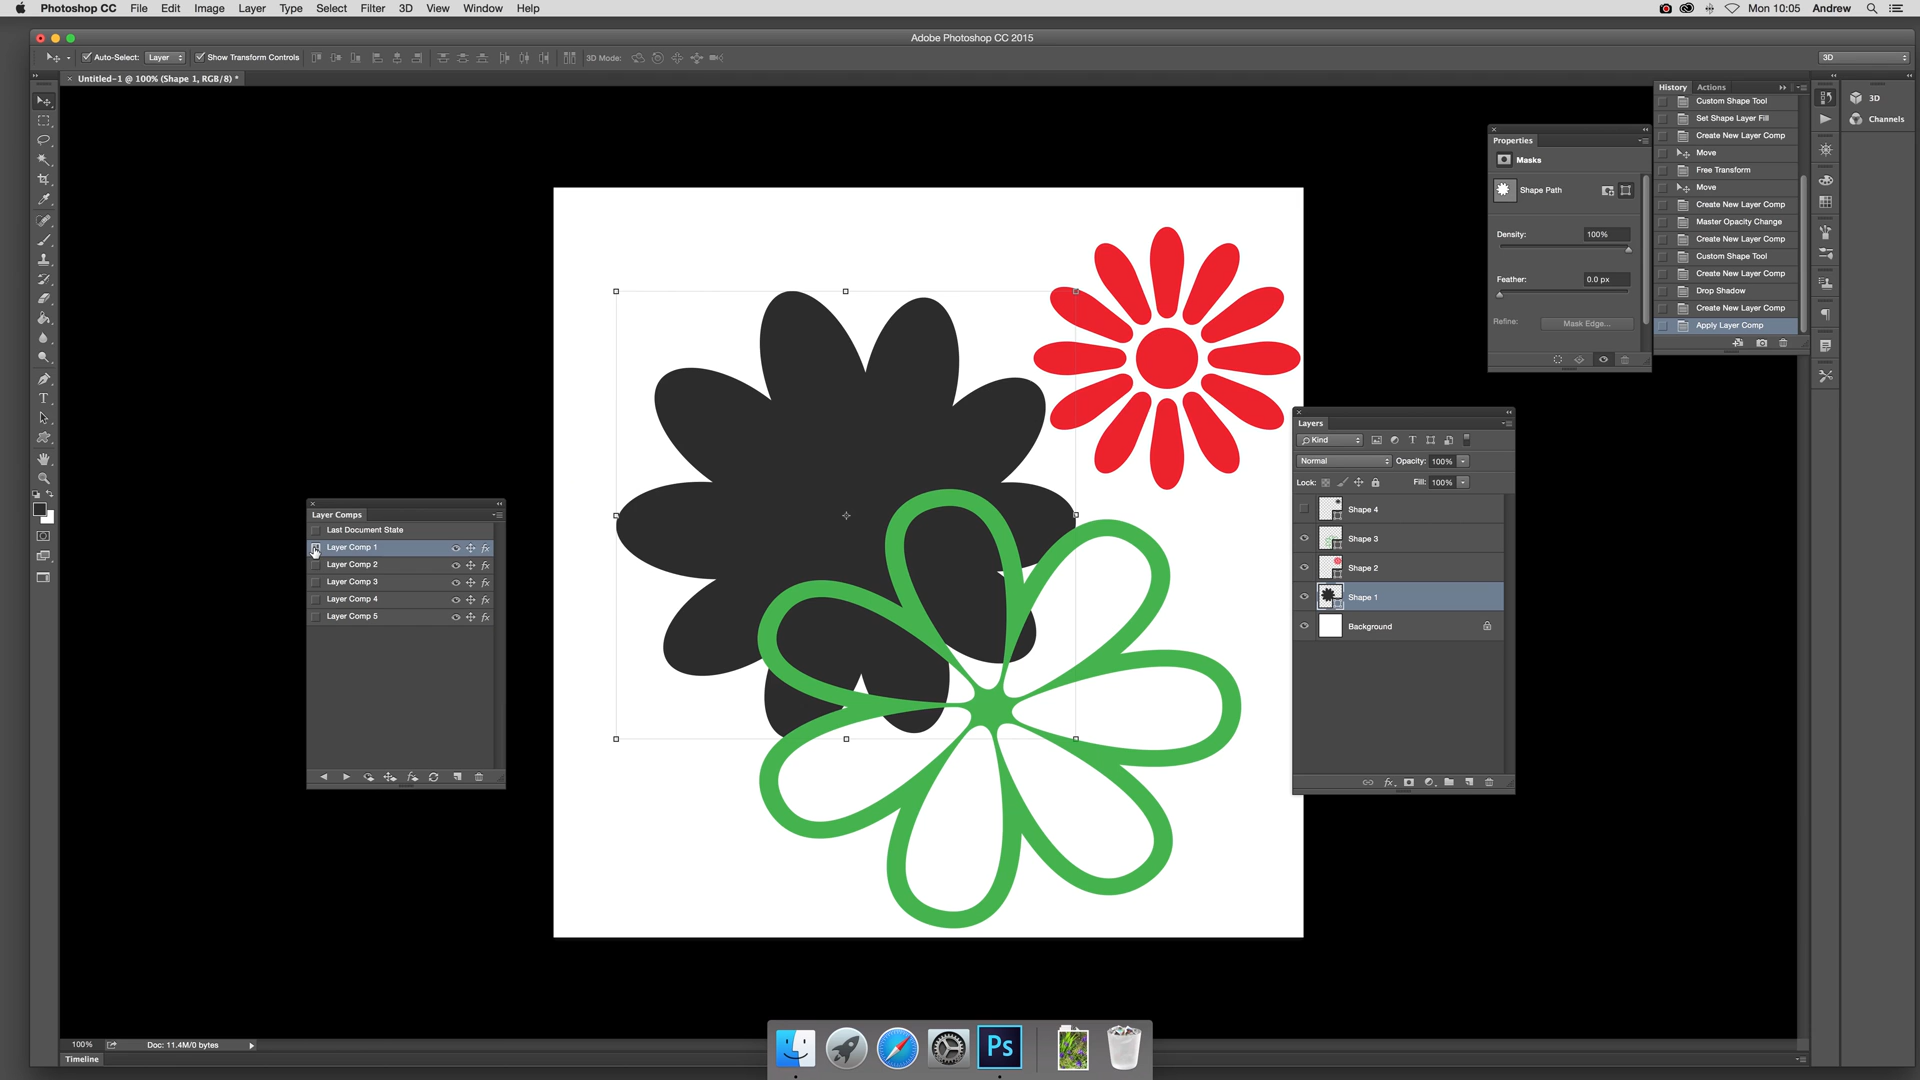 Photoshop CC File Edit Image Layer Type Select Filter 3D View Window Help Mon 10:05 Andrew
Adobe Photoshop CC 2015
Auto-Select: Layer Show Transform Controls 3D Mode: 3D
× Untitled-1 @ 100% (Shape 1, RGB/8) *
History Actions
Custom Shape Tool
Set Shape Layer Fill
Create New Layer Comp
Move
Free Transform
Move
Create New Layer Comp
Master Opacity Change
Create New Layer Comp
Custom Shape Tool
Create New Layer Comp
Drop Shadow
Create New Layer Comp
Apply Layer Comp
3D
Channels
Properties
Masks
Shape Path
Density: 100%
Feather: 0.0 px
Refine: Mask Edge...
Layers
Kind
Normal Opacity: 100%
Lock: Fill: 100%
Shape 4
Shape 3
Shape 2
Shape 1
Background
Layer Comps
Last Document State
Layer Comp 1
Layer Comp 2
Layer Comp 3
Layer Comp 4
Layer Comp 5
100% Doc: 11.4M/0 bytes
Timeline
Ps